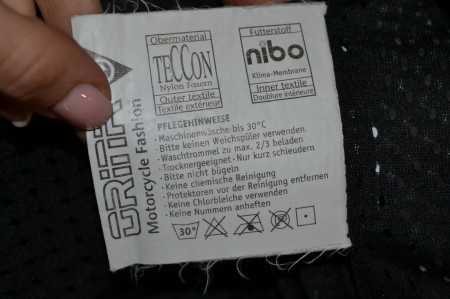 Obermaterial
TECCON
Nylon Fasern
Outer textile
Textile extérieur
Futterstoff
nibo
Klima-Membrane
Inner textile
Doublure intérieure
Motorcycle Fashion
PFLEGEHINWEISE
·Maschinenwäsche bis 30°C
·Bitte keinen Weichspüler verwenden
·Waschtrommel zu max. 2/3 beladen
·Trocknergeeignet - Nur kurz schleudern
·Bitte nicht bügeln
·Keine chemische Reinigung
·Protektoren vor der Reinigung entfernen
·Keine Chlorbleiche verwenden
·Keine Nummern anheften
30°